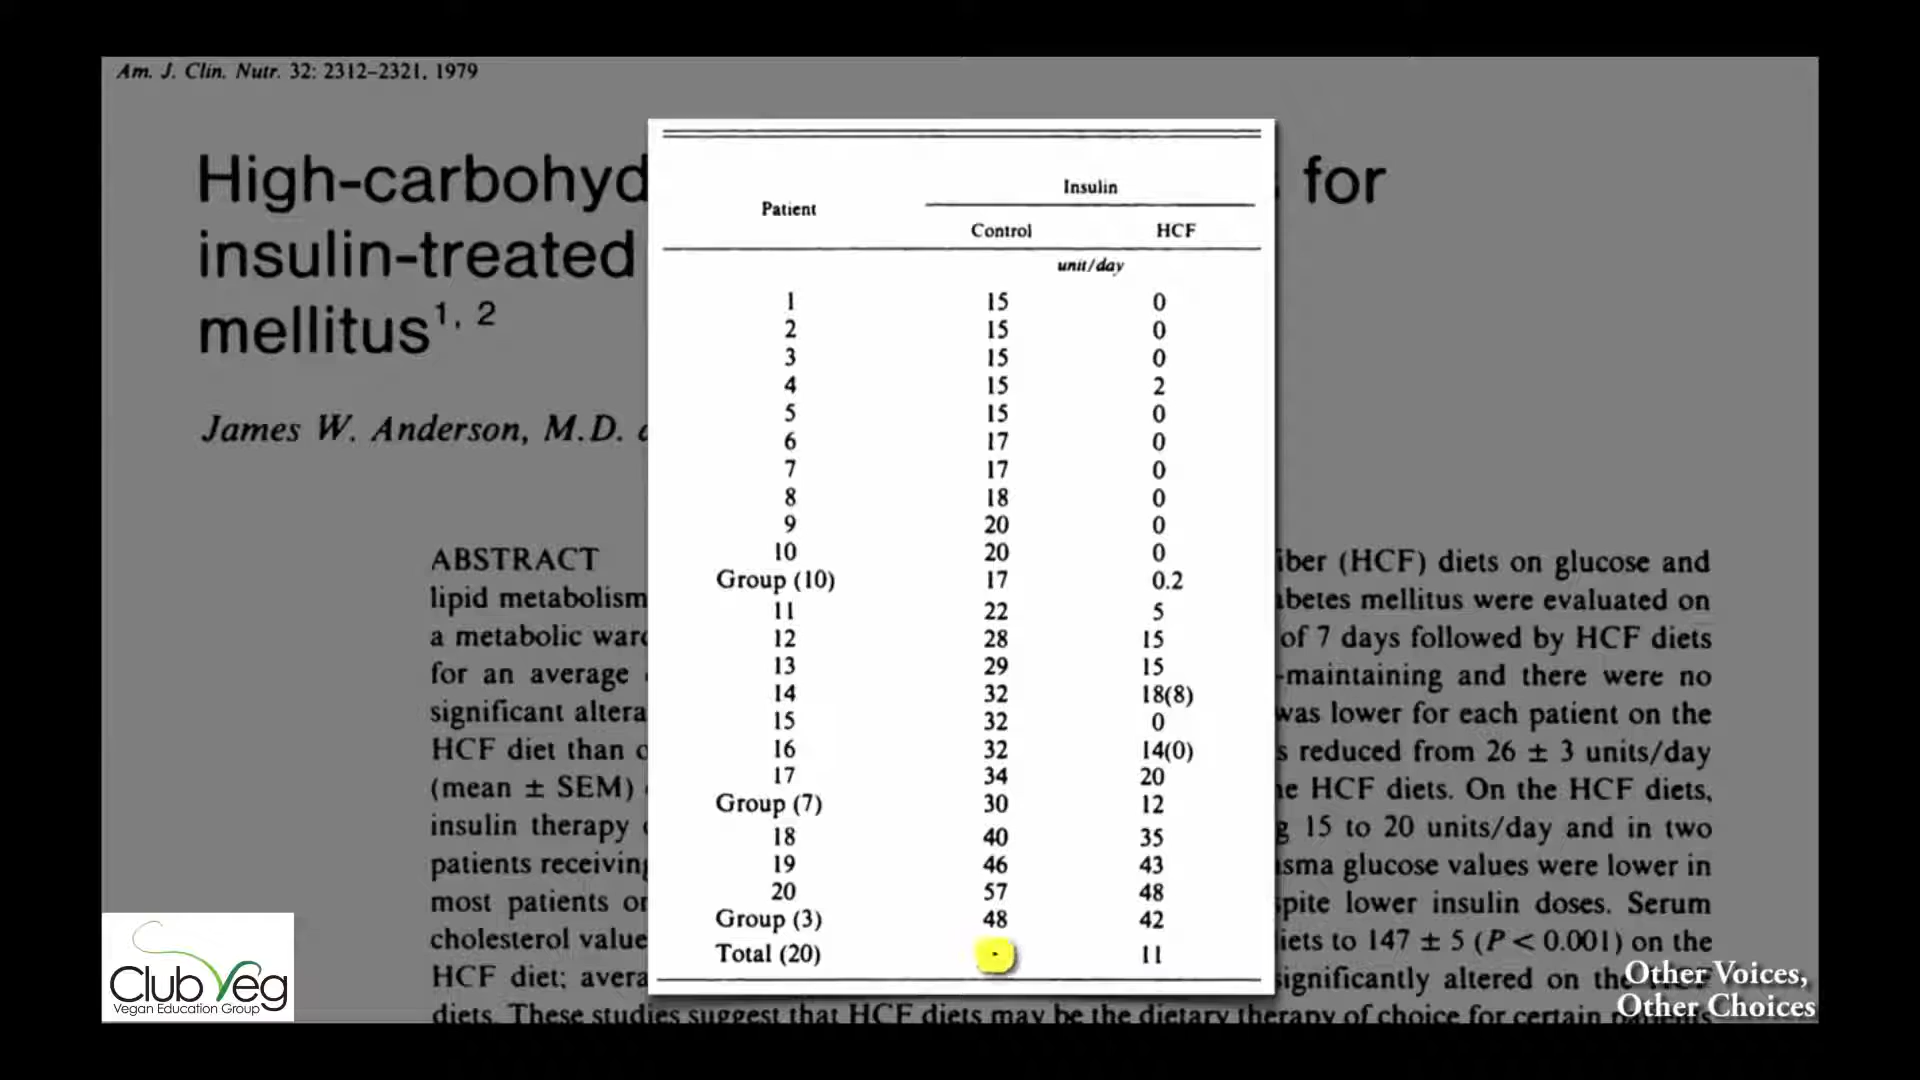 Am. J. Clin. Nutr. 32: 2312–2321, 1979
High-carbohyd for
insulin-treated
mellitus1, 2
James W. Anderson, M.D.
Patient Insulin
Control HCF
unit/day
1 15 0
2 15 0
3 15 0
4 15 2
5 15 0
6 17 0
7 17 0
8 18 0
9 20 0
10 20 0
Group (10) 17 0.2
11 22 5
12 28 15
13 29 15
14 32 18(8)
15 32 0
16 32 14(0)
17 34 20
Group (7) 30 12
18 40 35
19 46 43
20 57 48
Group (3) 48 42
Total (20) 11
ABSTRACT iber (HCF) diets on glucose and
lipid metabolism betes mellitus were evaluated on
a metabolic ward of 7 days followed by HCF diets
for an average -maintaining and there were no
significant altera was lower for each patient on the
HCF diet than s reduced from 26 ± 3 units/day
(mean ± SEM) HCF diets. On the HCF diets,
insulin therapy 15 to 20 units/day and in two
patients receiving sma glucose values were lower in
most patients pite lower insulin doses. Serum
cholesterol value iets to 147 ± 5 (P < 0.001) on the
HCF diet; avera significantly altered on the HCF
diets. These studies suggest that HCF diets may be the dietary therapy of choice for certain patients
Club Veg
Vegan Education Group
Other Voices,
Other Choices